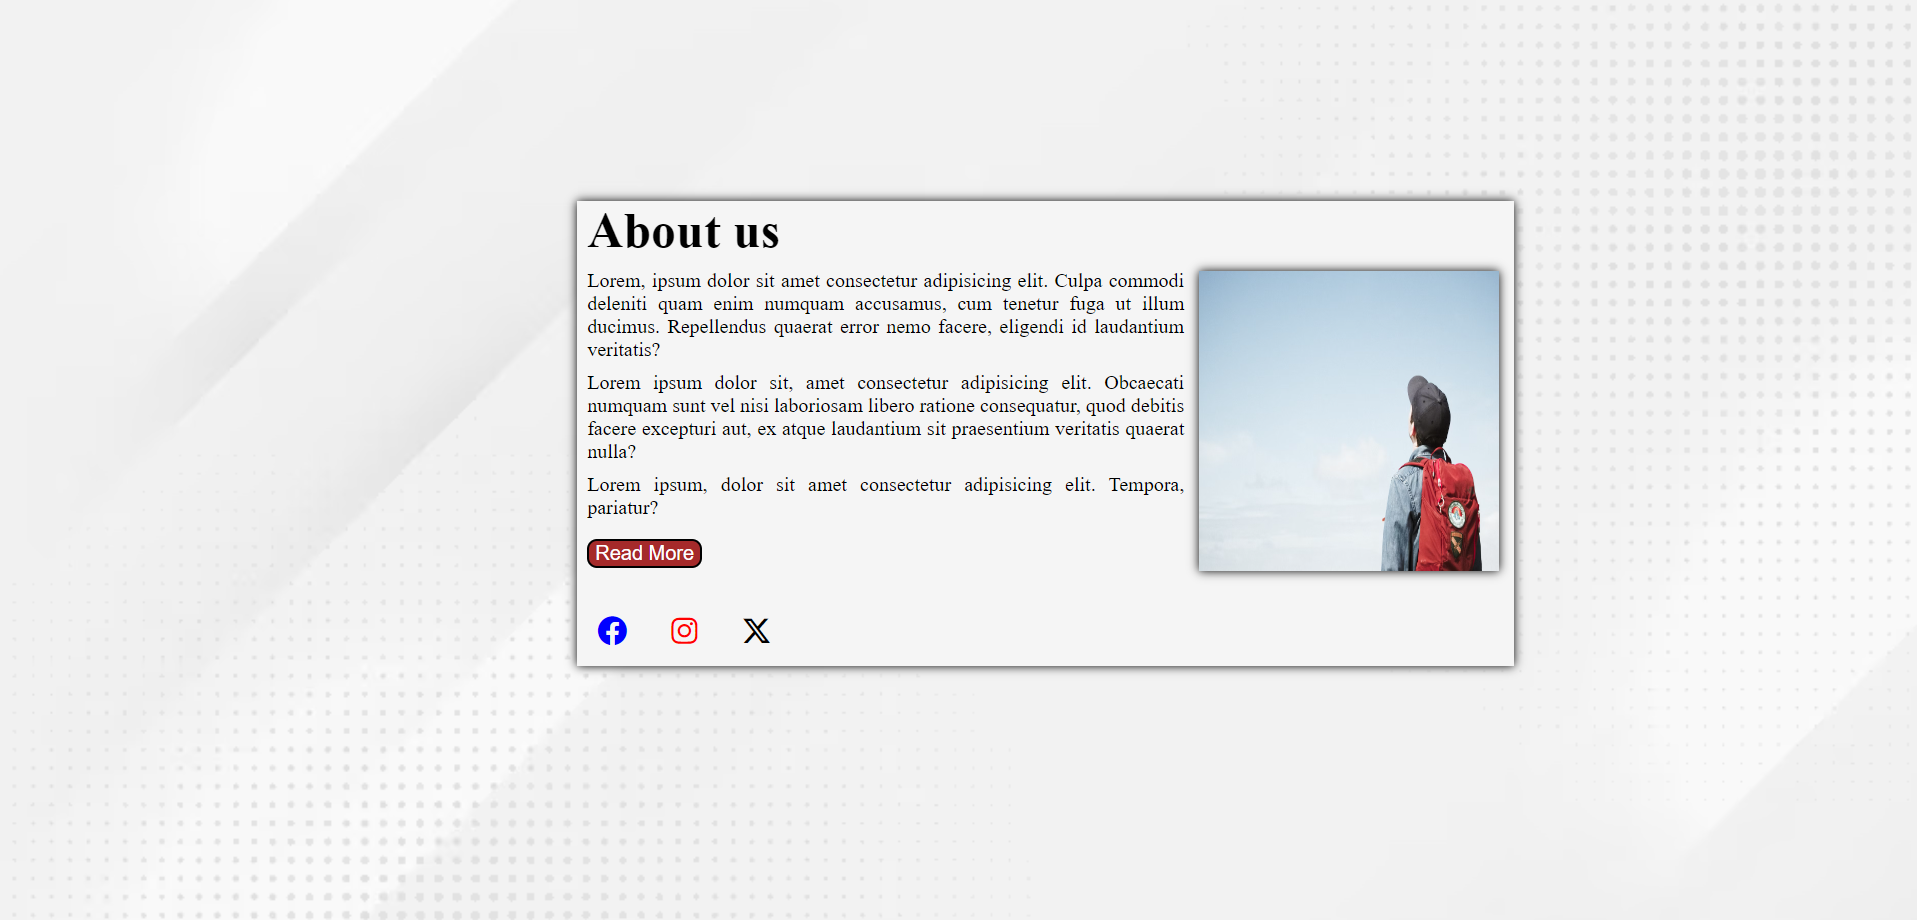 About us
Lorem, ipsum dolor sit amet consectetur adipisicing elit. Culpa commodi
deleniti quam enim numquam accusamus, cum tenetur fuga ut illum
ducimus. Repellendus quaerat error nemo facere, eligendi id laudantium
veritatis?
Lorem ipsum dolor sit, amet consectetur adipisicing elit. Obcaecati
numquam sunt vel nisi laboriosam libero ratione consequatur, quod debitis
facere excepturi aut, ex atque laudantium sit praesentium veritatis quaerat
nulla?
Lorem ipsum, dolor sit amet consectetur adipisicing elit. Tempora,
pariatur?
Read More